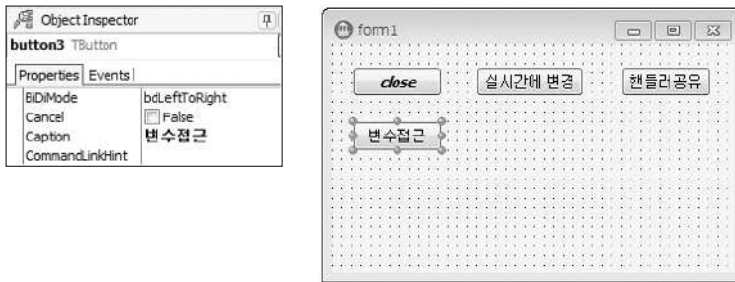 Object Inspector
button3 TButton
Properties Events
BiDiMode bdLeftToRight
Cancel False
Caption 변수접근
CommandLinkHint
form1
close 실시간에 변경 핸들러공유
변수접근